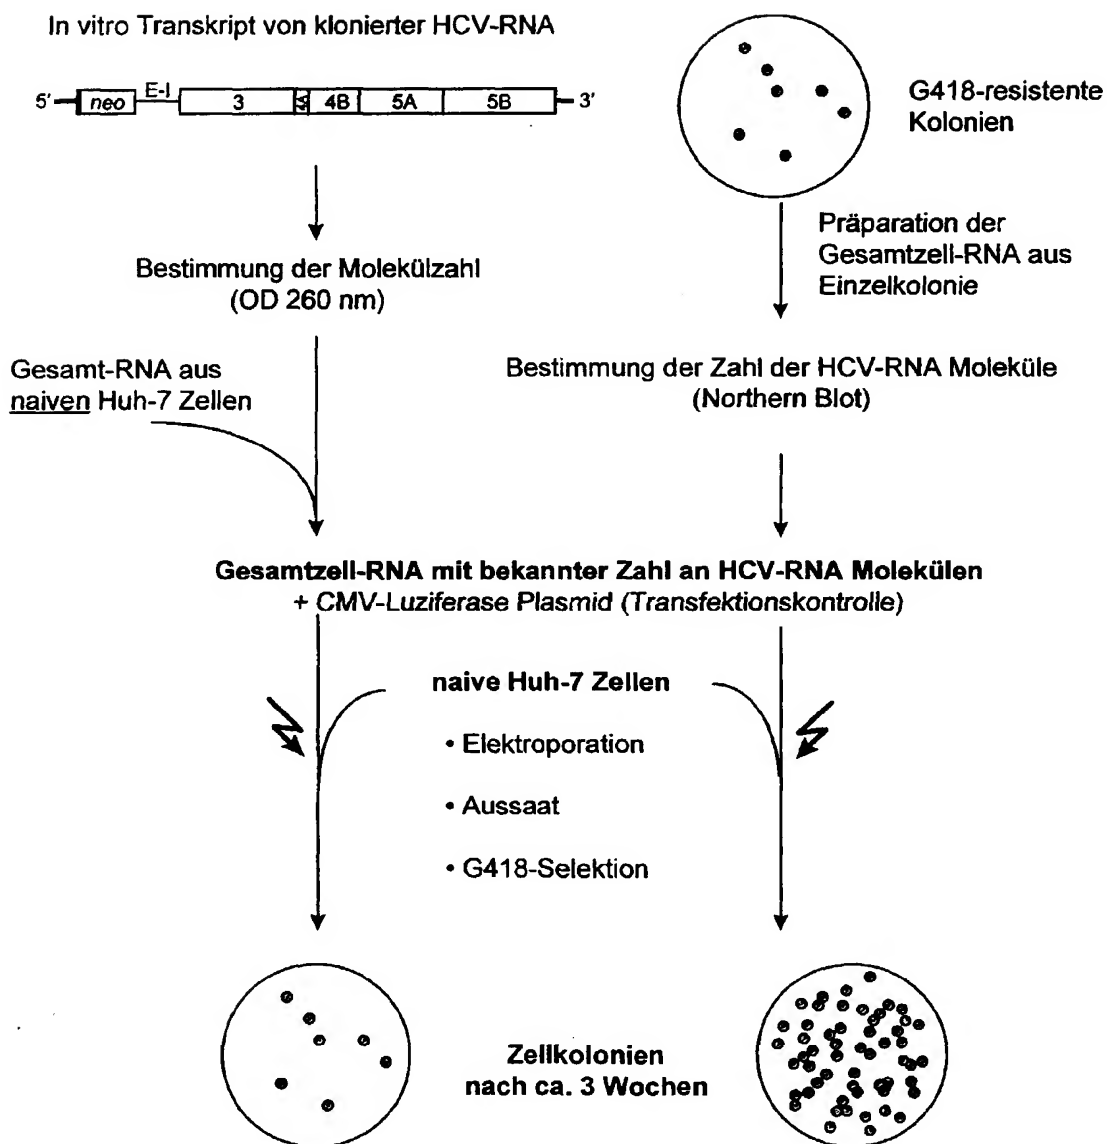 In vitro Transkript von klonierter HCV-RNA
5' neo E-I 3 4B 5A 5B 3'
G418-resistente
Kolonien
Präparation der
Gesamtzell-RNA aus
Einzelkolonie
Bestimmung der Molekülzahl
(OD 260 nm)
Gesamt-RNA aus
naiven Huh-7 Zellen
Bestimmung der Zahl der HCV-RNA Moleküle
(Northern Blot)
Gesamtzell-RNA mit bekannter Zahl an HCV-RNA Molekülen
+ CMV-Luziferase Plasmid (Transfektionskontrolle)
naive Huh-7 Zellen
• Elektroporation
• Aussaat
• G418-Selektion
Zellkolonien
nach ca. 3 Wochen